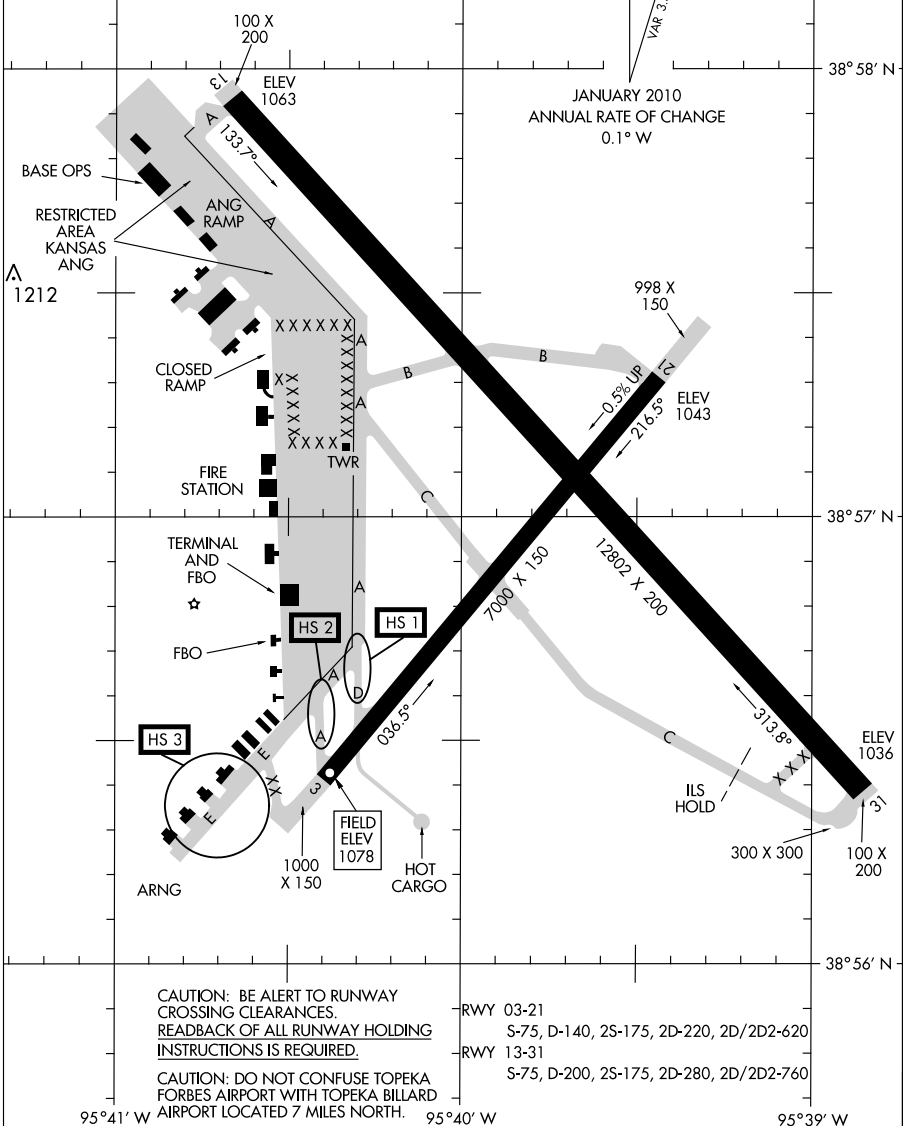 100 X
200
VAR 3.
13
ELEV
1063
38°58' N
JANUARY 2010
ANNUAL RATE OF CHANGE
0.1° W
A
133.7°
BASE OPS
RESTRICTED
AREA
KANSAS
ANG
ANG
RAMP
A
1212
998 X
150
X X X X X X
A
CLOSED
RAMP
B
B
21
0.5% UP
216.5°
ELEV
1043
X X
X
X
X
X
X
X
X
X
X
X
X
A
X X X X
TWR
FIRE
STATION
C
38°57' N
TERMINAL
AND
FBO
7000 X 150
12802 X 200
A
HS 2
HS 1
FBO
A
D
036.5°
A
HS 3
E
X X
C
313.8°
ELEV
1036
X X X
ILS
HOLD
3
31
E
FIELD
ELEV
1078
1000
X 150
HOT
CARGO
300 X 300
100 X
200
ARNG
38°56' N
CAUTION: BE ALERT TO RUNWAY
CROSSING CLEARANCES.
READBACK OF ALL RUNWAY HOLDING
INSTRUCTIONS IS REQUIRED.
CAUTION: DO NOT CONFUSE TOPEKA
FORBES AIRPORT WITH TOPEKA BILLARD
AIRPORT LOCATED 7 MILES NORTH.
RWY 03-21
S-75, D-140, 2S-175, 2D-220, 2D/2D2-620
RWY 13-31
S-75, D-200, 2S-175, 2D-280, 2D/2D2-760
95°41' W
95°40' W
95°39' W